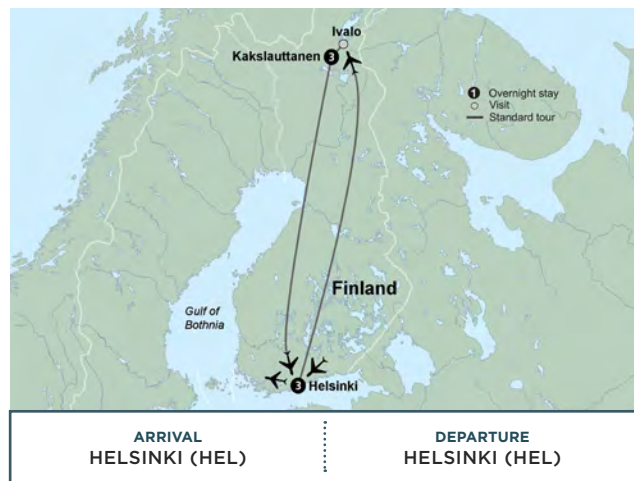 Ivalo
Kakslauttanen 3
1 Overnight stay
Visit
Standard tour
Finland
Gulf of
Bothnia
3 Helsinki
ARRIVAL
HELSINKI (HEL)
DEPARTURE
HELSINKI (HEL)